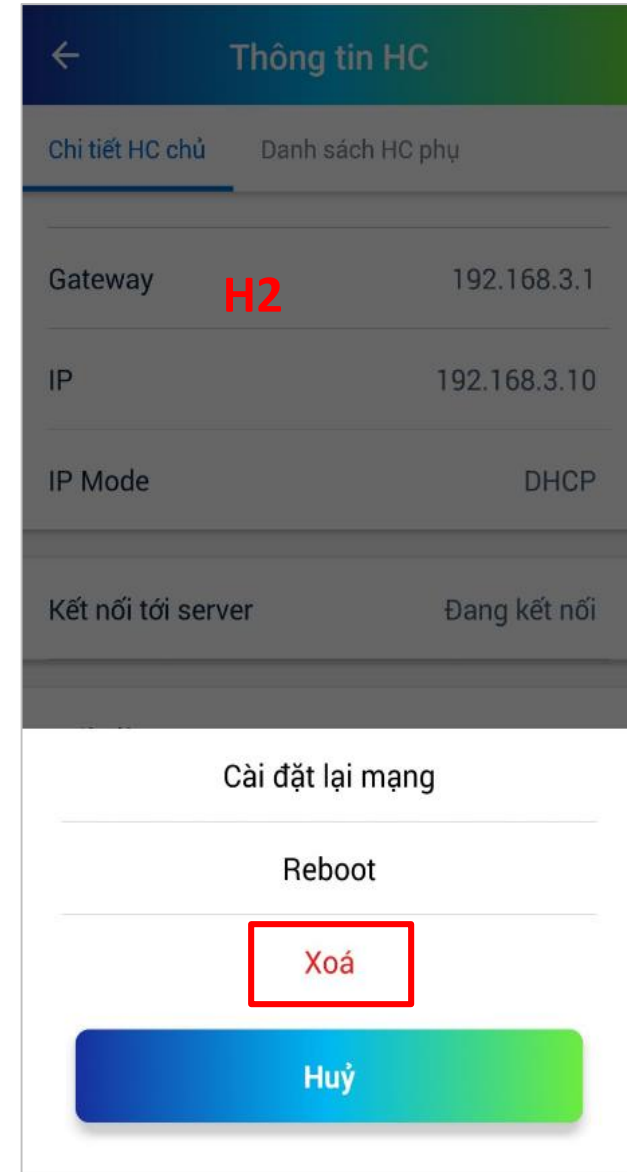 Thông tin HC
Chi tiết HC chủ Danh sách HC phụ
Gateway H2 192.168.3.1
IP 192.168.3.10
IP Mode DHCP
Kết nối tới server Đang kết nối
Cài đặt lại mạng
Reboot
Xoá
Huỷ